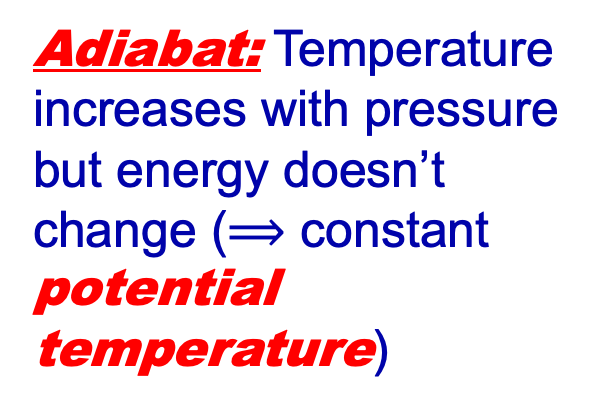 Adiabat: Temperature
increases with pressure
but energy doesn’t
change (⟹ constant
potential
temperature)